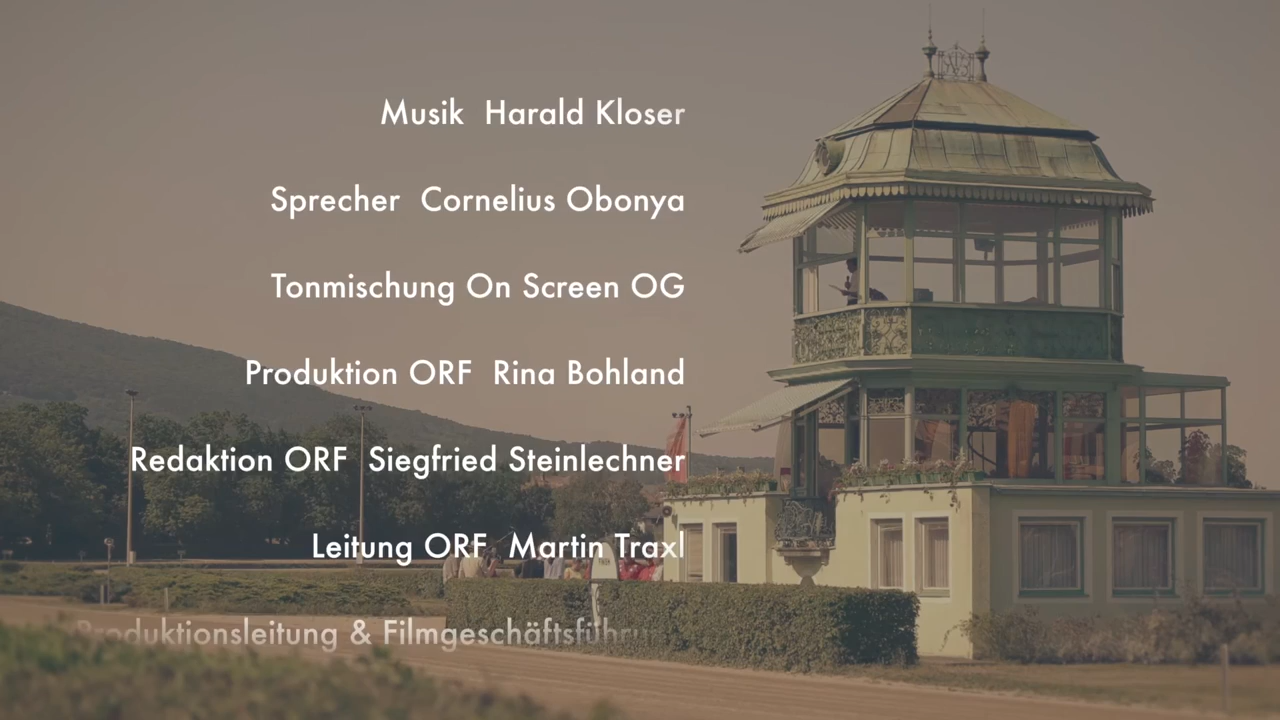 Musik Harald Kloser
Sprecher Cornelius Obonya
Tonmischung On Screen OG
Produktion ORF Rina Bohland
Redaktion ORF Siegfried Steinlechner
Leitung ORF Martin Traxl
Produktionsleitung & Filmgeschäftsführu